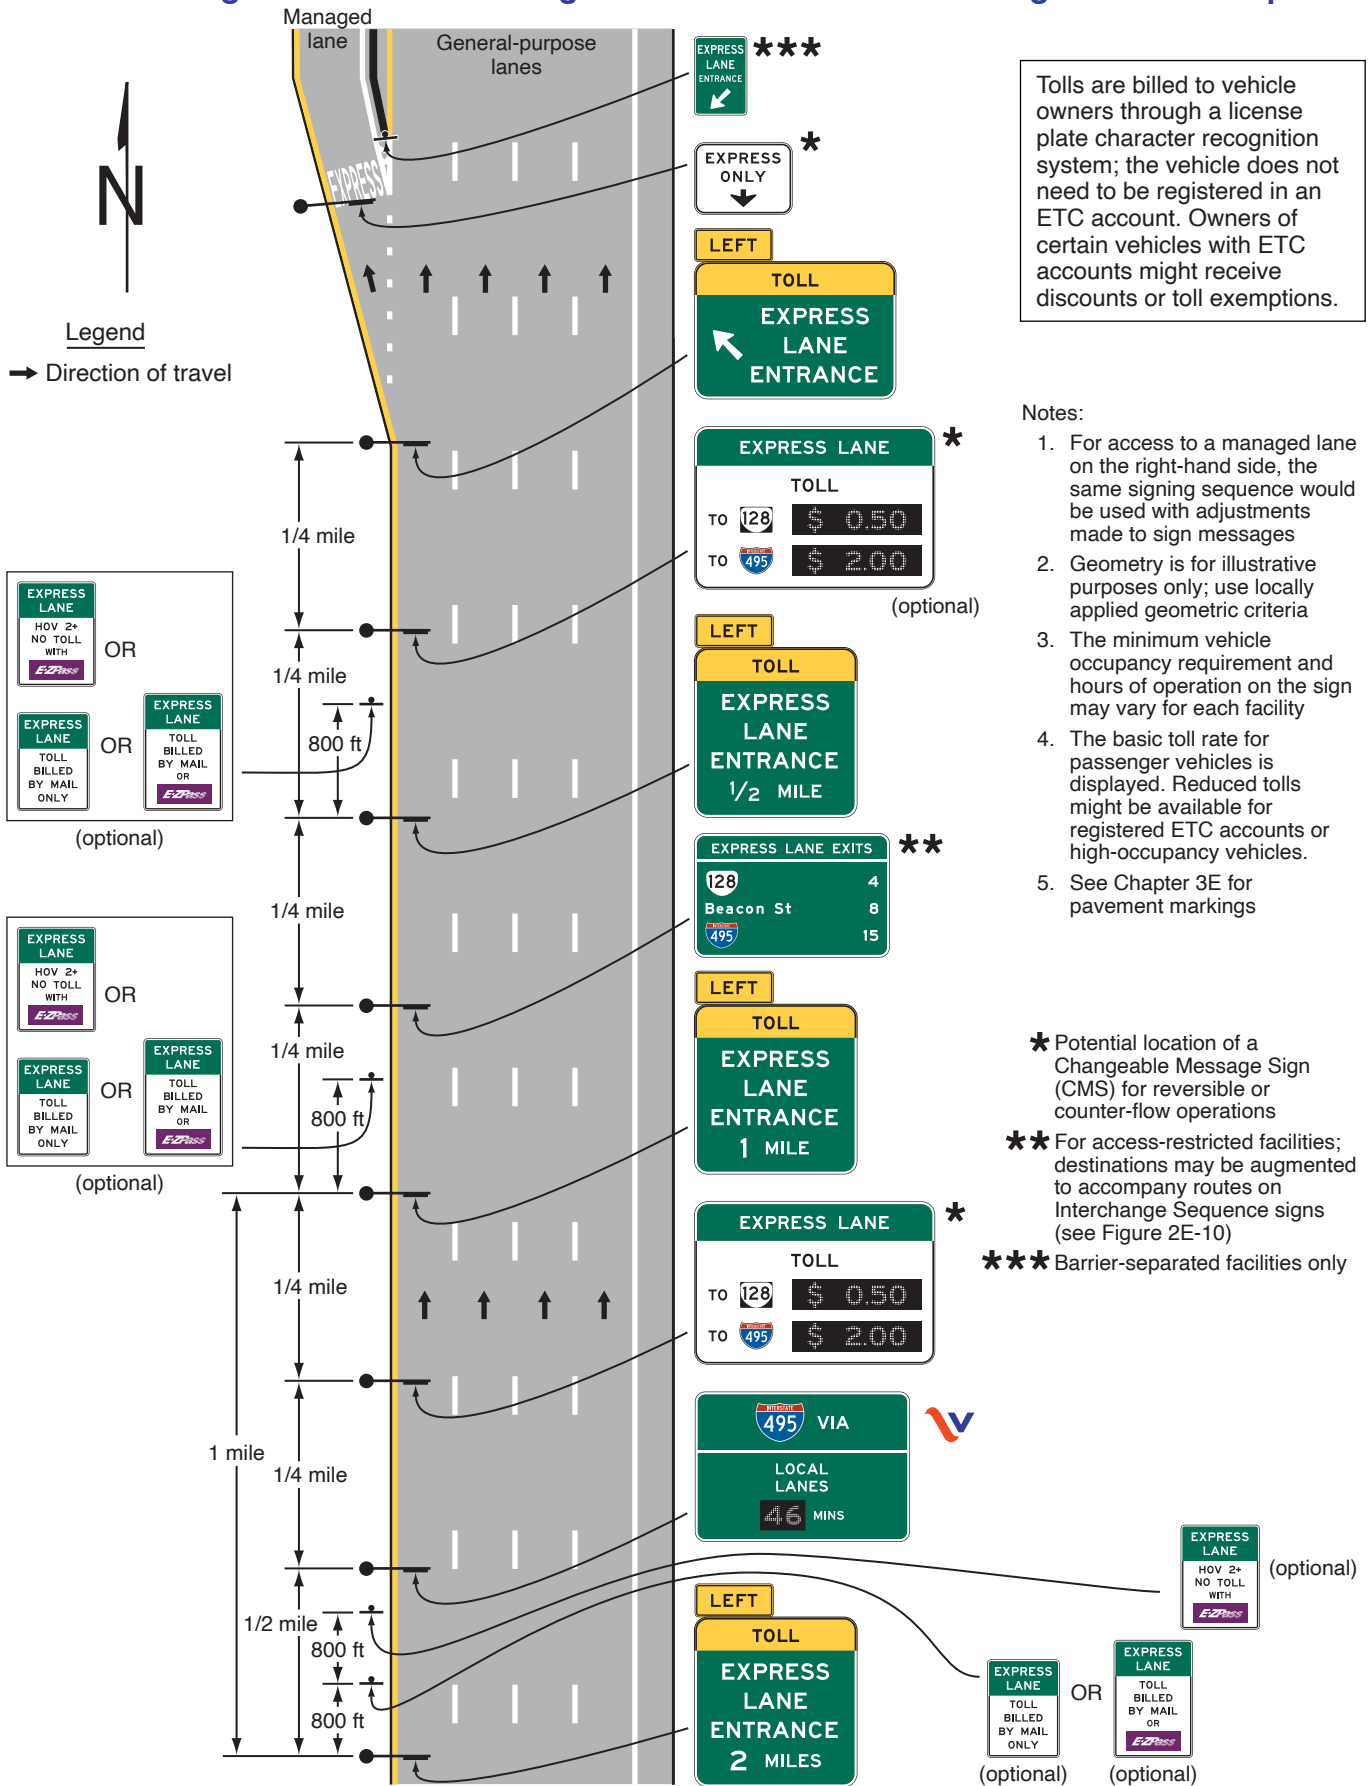 Managed
lane
General-purpose
lanes
N
Legend
Direction of travel
EXPRESS
LANE
ENTRANCE
***
EXPRESS
ONLY
*
LEFT
TOLL
EXPRESS
LANE
ENTRANCE
EXPRESS LANE
*
TOLL
TO 128 $ 0.50
TO INTERSTATE 495 $ 2.00
(optional)
LEFT
TOLL
EXPRESS
LANE
ENTRANCE
1/2 MILE
EXPRESS LANE EXITS
**
128 4
Beacon St 8
INTERSTATE 495 15
LEFT
TOLL
EXPRESS
LANE
ENTRANCE
1 MILE
EXPRESS LANE
*
TOLL
TO 128 $ 0.50
TO INTERSTATE 495 $ 2.00
INTERSTATE
495 VIA
LOCAL
LANES
46 MINS
LEFT
TOLL
EXPRESS
LANE
ENTRANCE
2 MILES
EXPRESS
1/4 mile
1/4 mile
800 ft
1/4 mile
1/4 mile
800 ft
1/4 mile
1 mile
1/4 mile
1/2 mile
800 ft
800 ft
EXPRESS
LANE
HOV 2+
NO TOLL
WITH
E-ZPass
OR
EXPRESS
LANE
TOLL
BILLED
BY MAIL
ONLY
OR
EXPRESS
LANE
TOLL
BILLED
BY MAIL
OR
E-ZPass
(optional)
EXPRESS
LANE
HOV 2+
NO TOLL
WITH
E-ZPass
OR
EXPRESS
LANE
TOLL
BILLED
BY MAIL
ONLY
OR
EXPRESS
LANE
TOLL
BILLED
BY MAIL
OR
E-ZPass
(optional)
EXPRESS
LANE
HOV 2+
NO TOLL
WITH
E-ZPass
(optional)
EXPRESS
LANE
TOLL
BILLED
BY MAIL
ONLY
(optional)
OR
EXPRESS
LANE
TOLL
BILLED
BY MAIL
OR
E-ZPass
(optional)
Tolls are billed to vehicle
owners through a license
plate character recognition
system; the vehicle does not
need to be registered in an
ETC account. Owners of
certain vehicles with ETC
accounts might receive
discounts or toll exemptions.
Notes:
1. For access to a managed lane
on the right-hand side, the
same signing sequence would
be used with adjustments
made to sign messages
2. Geometry is for illustrative
purposes only; use locally
applied geometric criteria
3. The minimum vehicle
occupancy requirement and
hours of operation on the sign
may vary for each facility
4. The basic toll rate for
passenger vehicles is
displayed. Reduced tolls
might be available for
registered ETC accounts or
high-occupancy vehicles.
5. See Chapter 3E for
pavement markings
* Potential location of a
Changeable Message Sign
(CMS) for reversible or
counter-flow operations
** For access-restricted facilities;
destinations may be augmented
to accompany routes on
Interchange Sequence signs
(see Figure 2E-10)
*** Barrier-separated facilities only